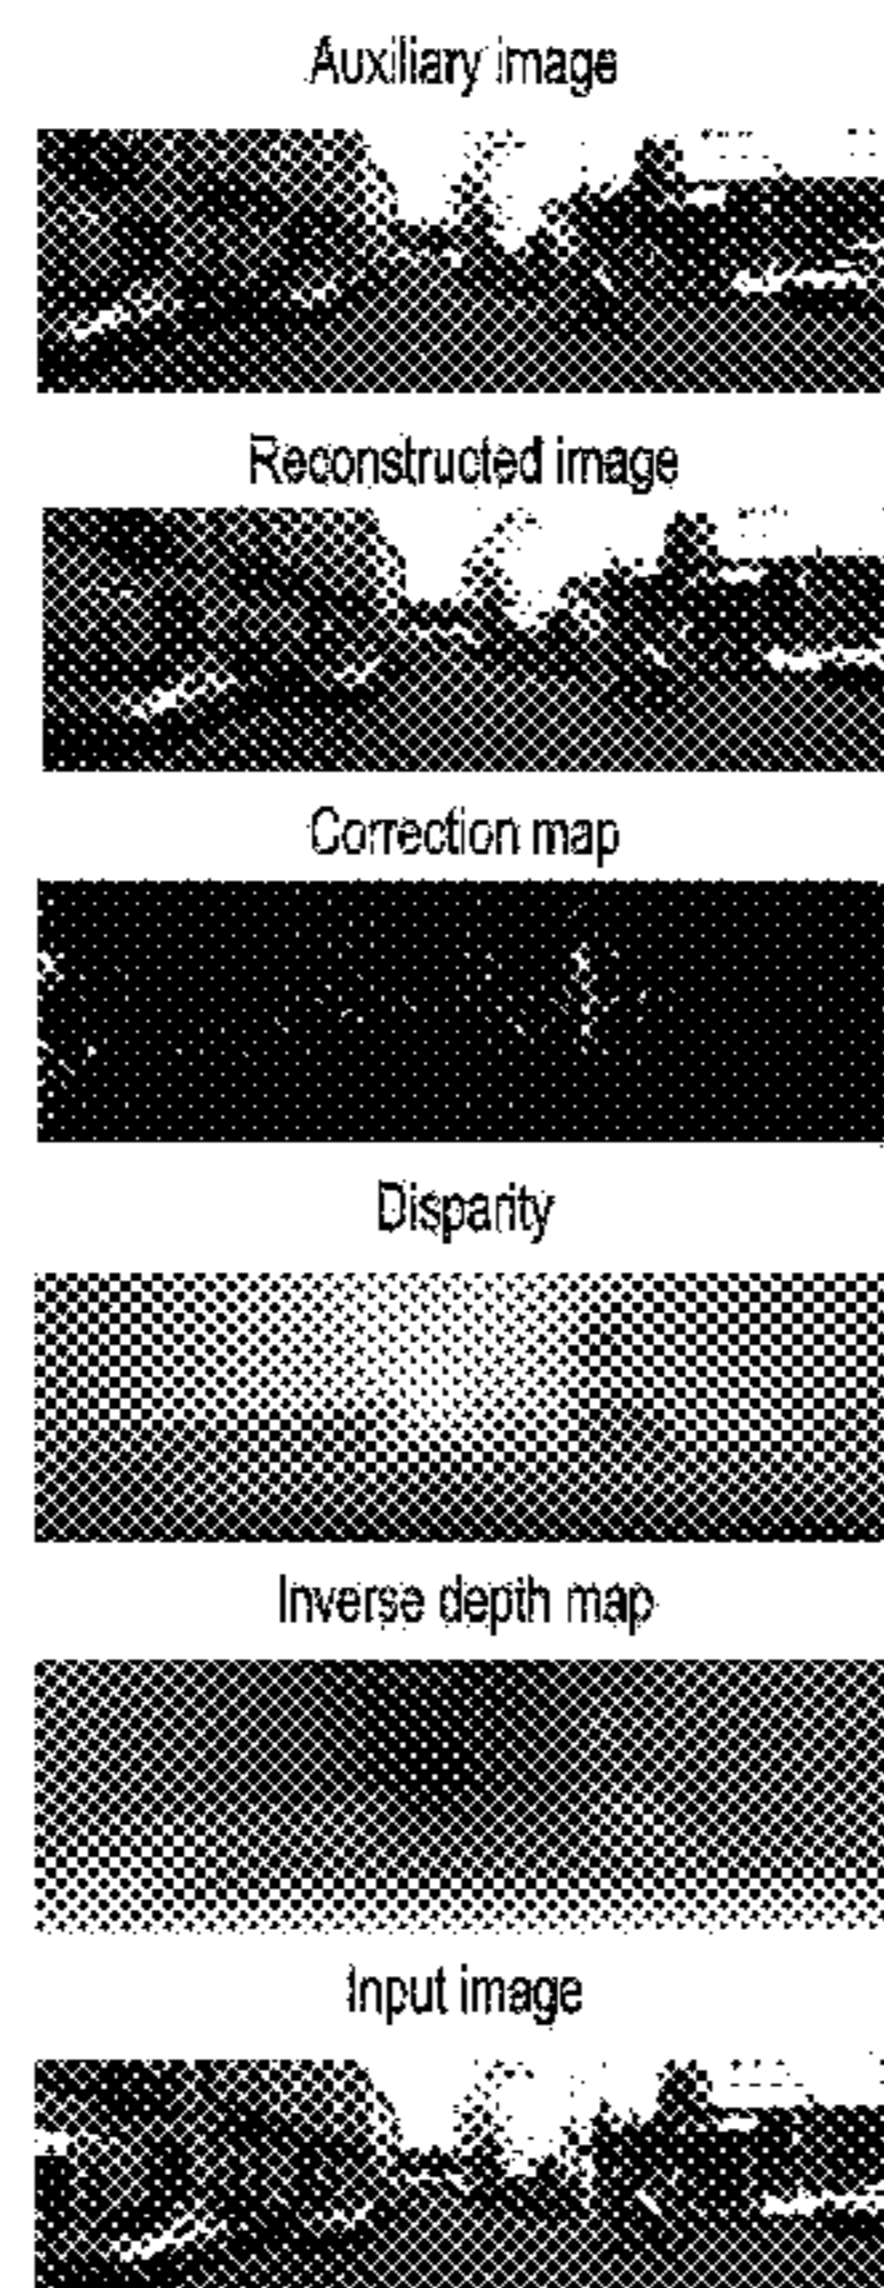 Auxiliary image
Reconstructed image
Correction map
Disparity
Inverse depth map
Input image